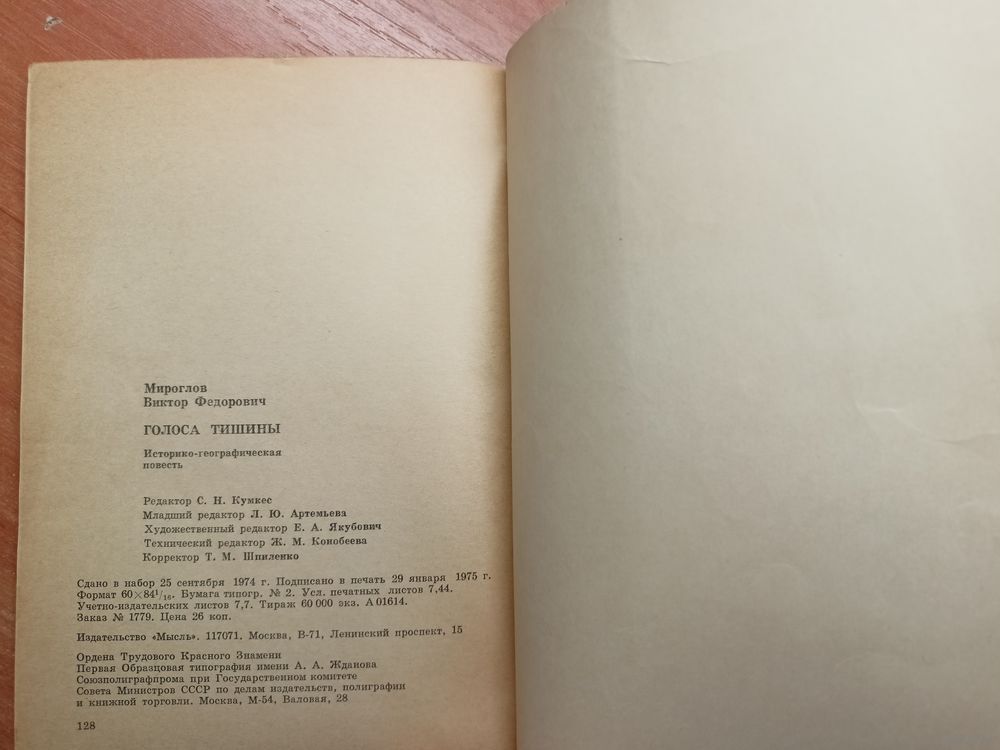 Мироглов
Виктор Федорович
ГОЛОСА ТИШИНЫ
Историко-географическая
повесть
Редактор С. Н. Кумкес
Младший редактор Л. Ю. Артемьева
Художественный редактор Е. А. Якубович
Технический редактор Ж. М. Конобеева
Корректор Т. М. Шпиленко
Сдано в набор 25 сентября 1974 г. Подписано в печать 29 января 1975 г.
Формат 60×84¹/₁₆. Бумага типогр. № 2. Усл. печатных листов 7,44.
Учетно-издательских листов 7,7. Тираж 60 000 экз. А 01614.
Заказ № 1779. Цена 26 коп.
Издательство «Мысль». 117071. Москва, В-71, Ленинский проспект, 15
Ордена Трудового Красного Знамени
Первая Образцовая типография имени А. А. Жданова
Союзполиграфпрома при Государственном комитете
Совета Министров СССР по делам издательств, полиграфии
и книжной торговли. Москва, М-54, Валовая, 28
128